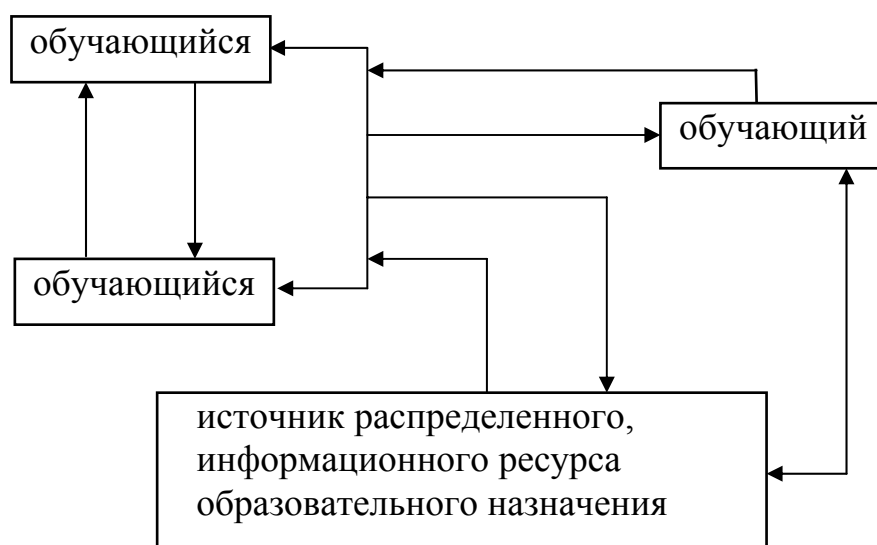 обучающийся
обучающий
обучающийся
источник распределенного,
информационного ресурса
образовательного назначения